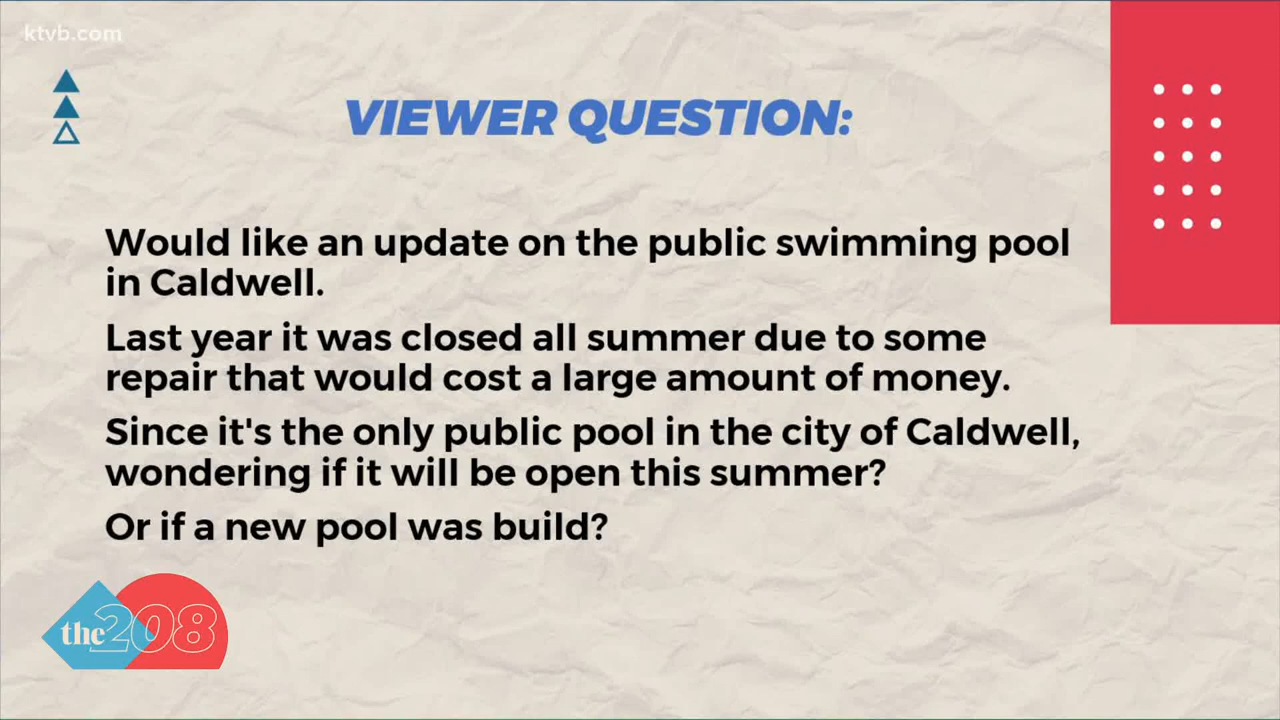 ktvb.com
VIEWER QUESTION:
Would like an update on the public swimming pool
in Caldwell.
Last year it was closed all summer due to some
repair that would cost a large amount of money.
Since it's the only public pool in the city of Caldwell,
wondering if it will be open this summer?
Or if a new pool was build?
the 208